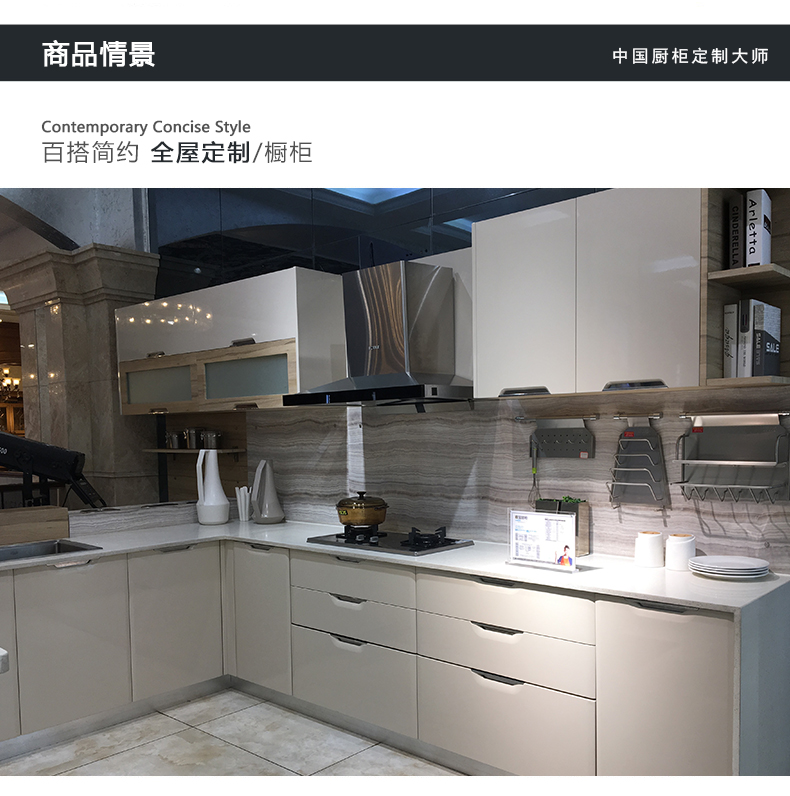 商品情景
中国厨柜定制大师
Contemporary Concise Style
百搭简约 全屋定制/橱柜
Arletta
CINDERELLA
SALE